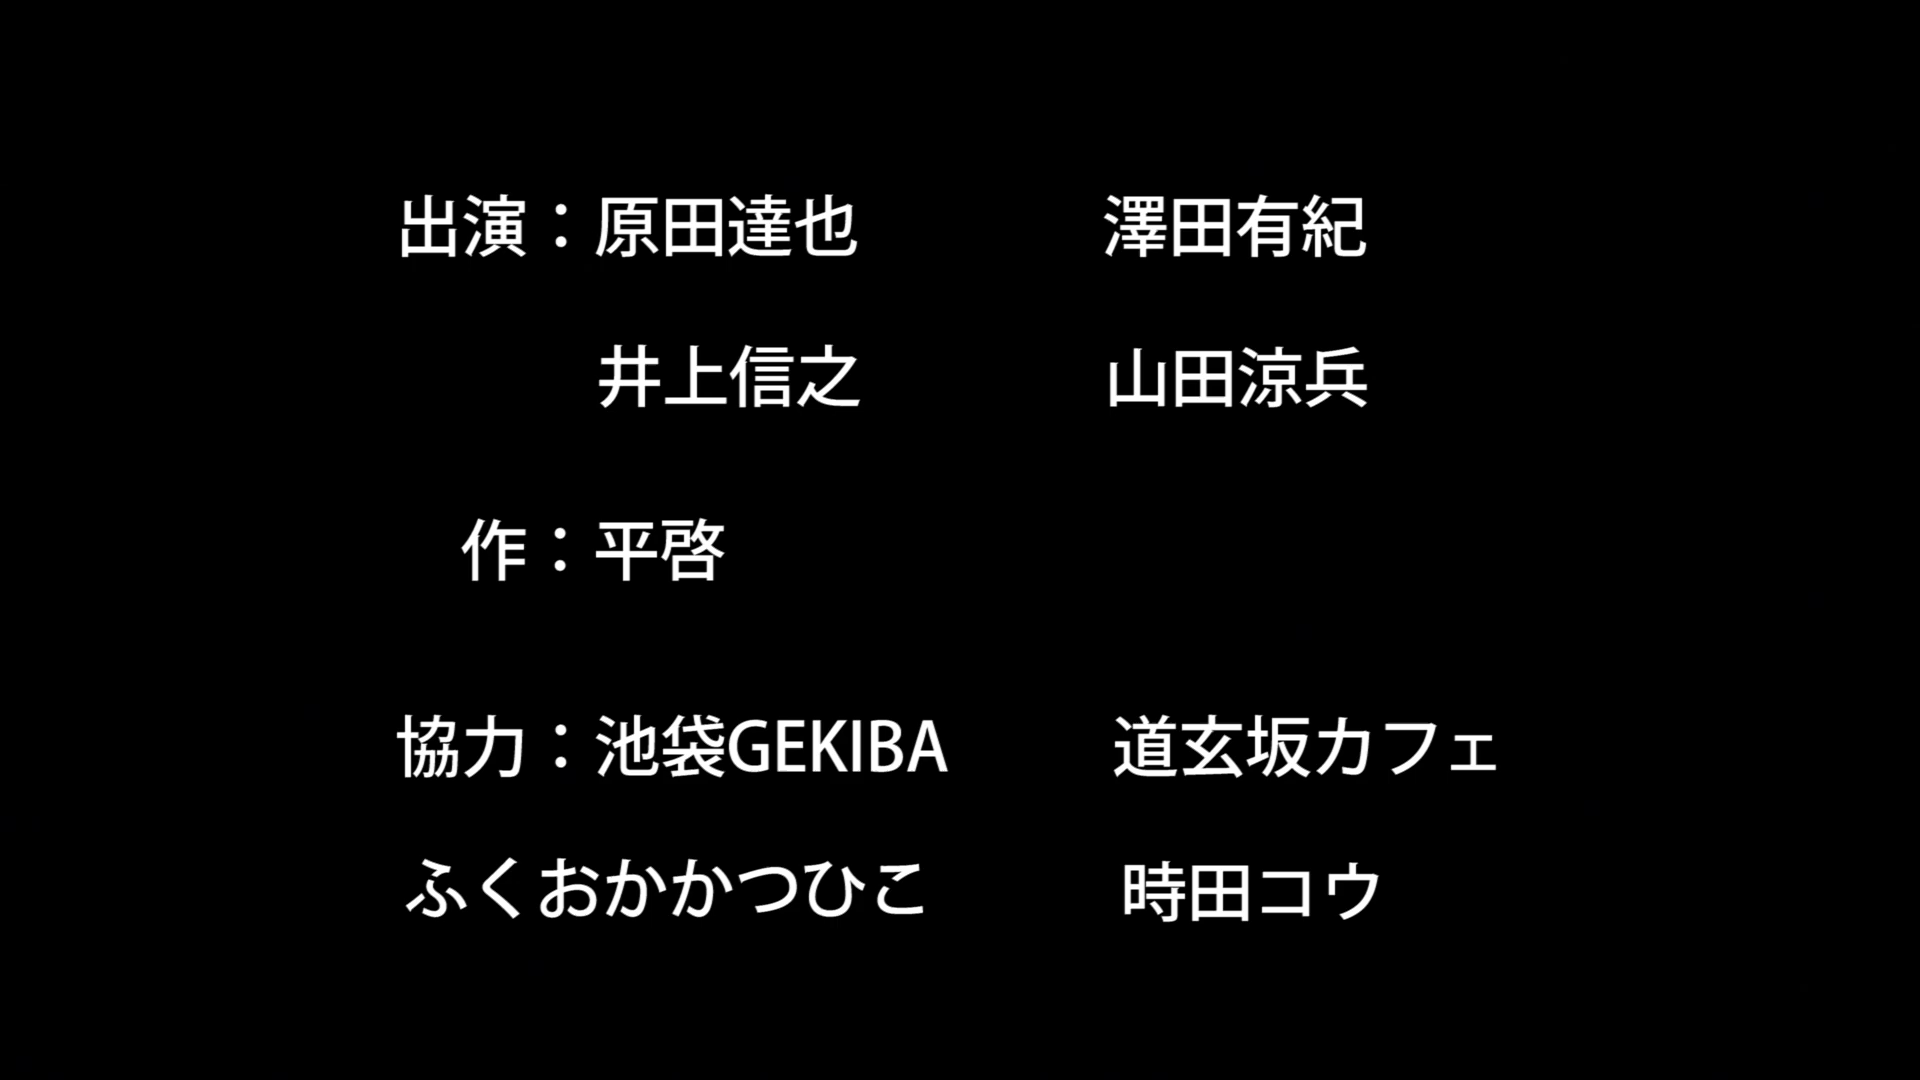 出演：原田達也　澤田有紀
井上信之　山田涼兵
作：平啓
協力：池袋GEKIBA　道玄坂カフェ
ふくおかかつひこ　時田コウ